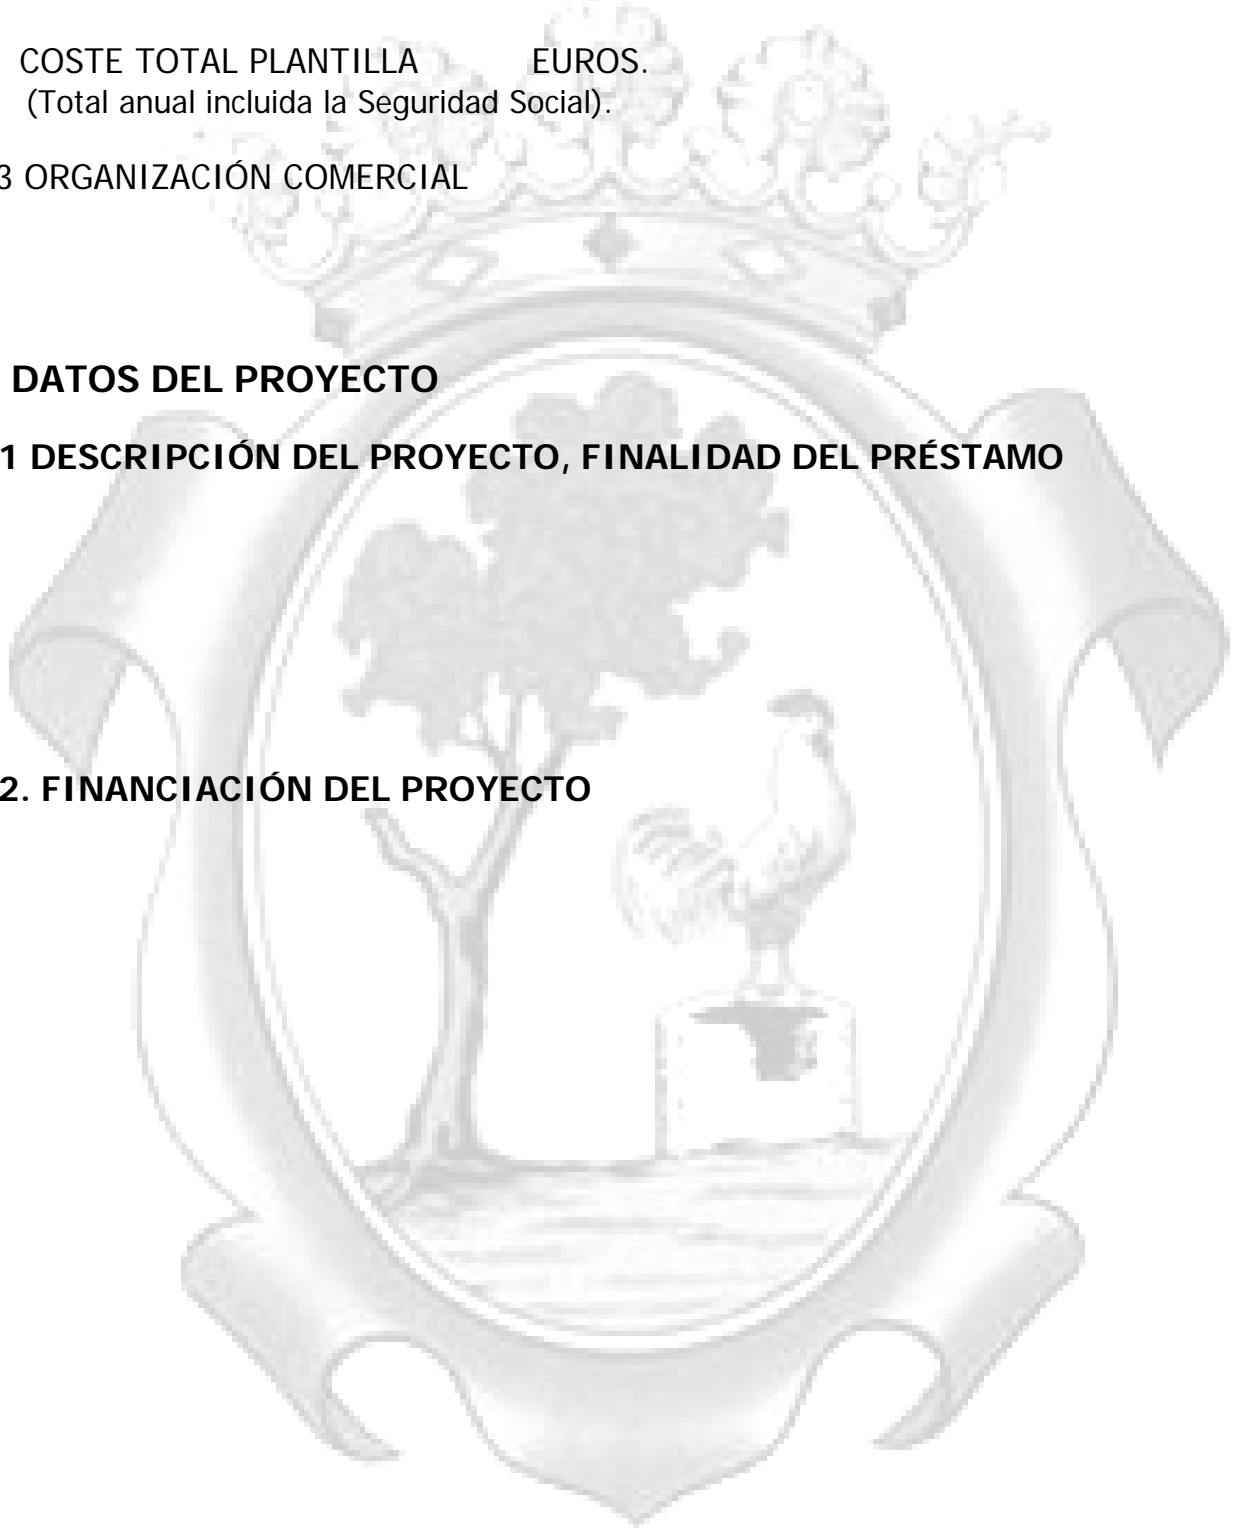 COSTE TOTAL PLANTILLA EUROS.
(Total anual incluida la Seguridad Social).
3 ORGANIZACIÓN COMERCIAL
DATOS DEL PROYECTO
1 DESCRIPCIÓN DEL PROYECTO, FINALIDAD DEL PRÉSTAMO
2. FINANCIACIÓN DEL PROYECTO